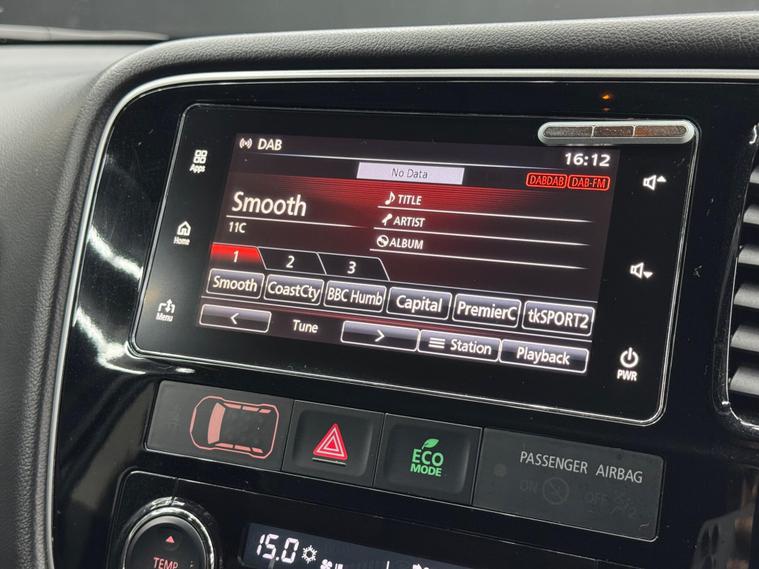 DAB
16:12
Apps
No Data
DABDAB DAB-FM
Smooth
TITLE
11C
ARTIST
Home
ALBUM
1 2 3
Smooth CoastCty BBC Humb Capital PremierC tkSPORT2
Menu
< Tune > Station Playback
PWR
ECO
MODE
PASSENGER AIRBAG
ON OFF
TEMP
15.0